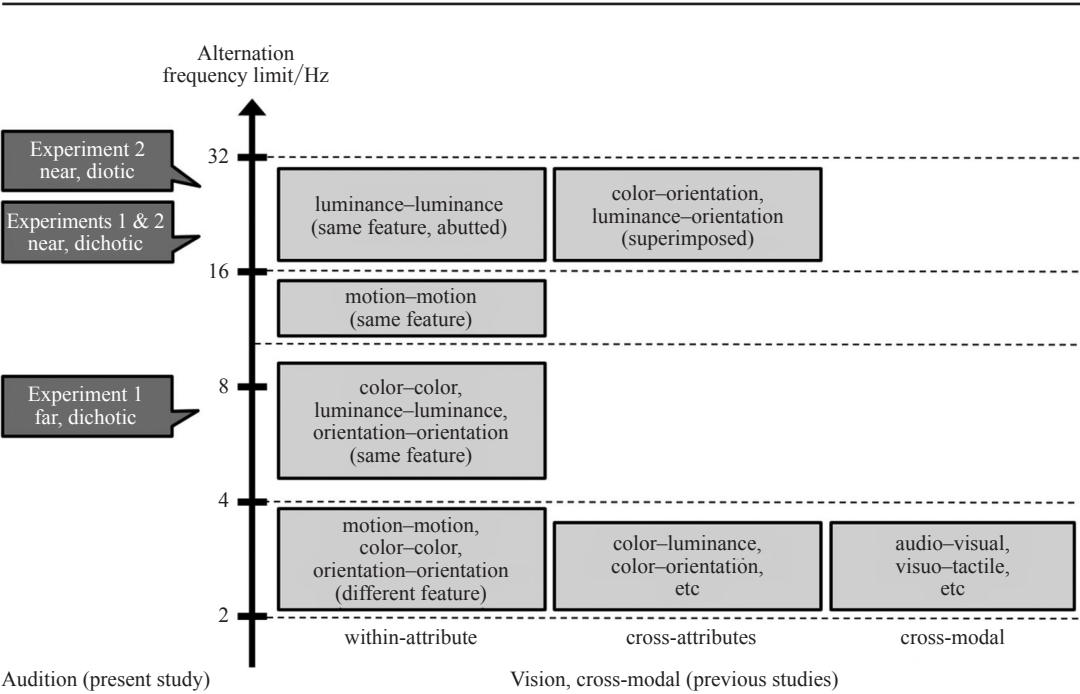 Alternation
frequency limit/Hz
Experiment 2
near, diotic
Experiments 1 & 2
near, dichotic
Experiment 1
far, dichotic
32
16
8
4
2
luminance–luminance
(same feature, abutted)
color–orientation,
luminance–orientation
(superimposed)
motion–motion
(same feature)
color–color,
luminance–luminance,
orientation–orientation
(same feature)
motion–motion,
color–color,
orientation–orientation
(different feature)
color–luminance,
color–orientation,
etc
audio–visual,
visuo–tactile,
etc
within-attribute
cross-attributes
cross-modal
Audition (present study)
Vision, cross-modal (previous studies)